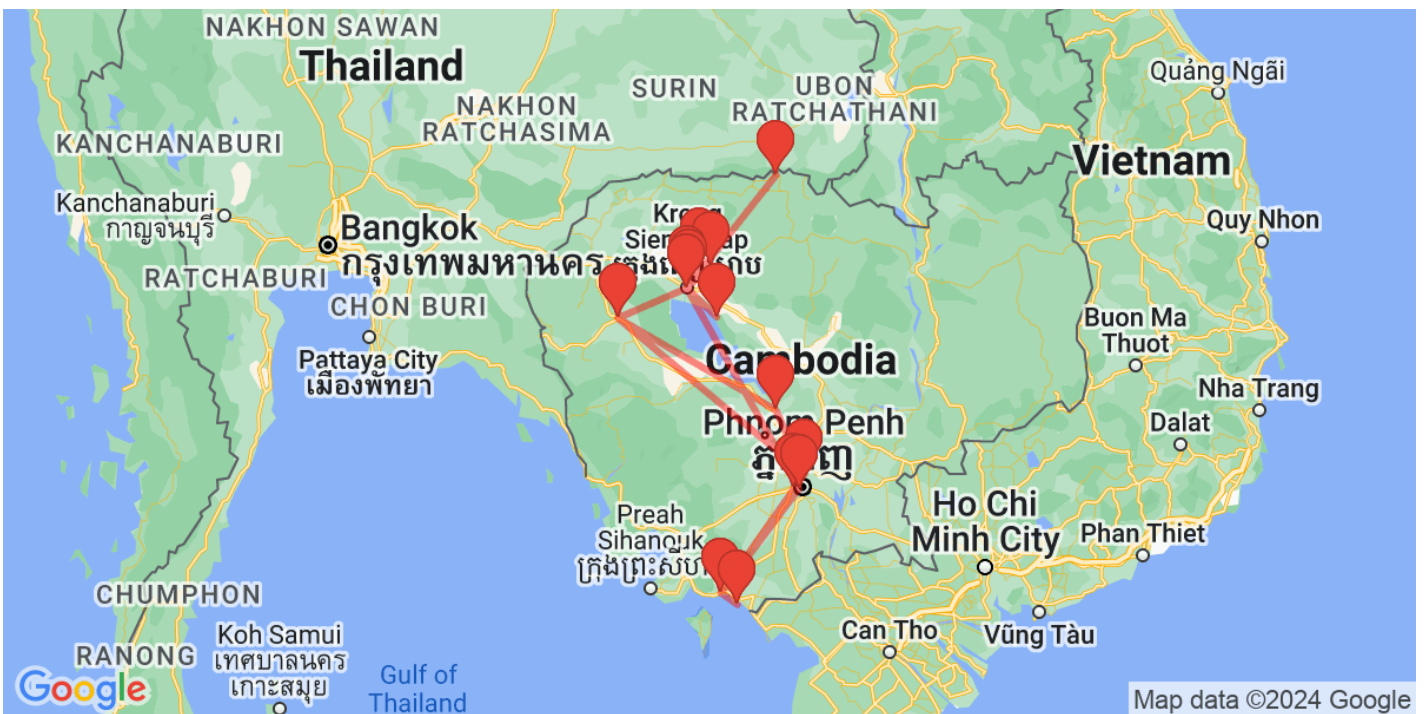 NAKHON SAWAN
Thailand
SURIN
UBON
RATCHATHANI
Quảng Ngãi
NAKHON
RATCHASIMA
KANCHANABURI
Vietnam
Kanchanaburi
กาญจนบุรี
Bangkok
กรุงเทพมหานคร
Quy Nhon
RATCHABURI
CHON BURI
Pattaya City
เมืองพัทยา
Cambodia
Buon Ma
Thuot
Nha Trang
Dalat
Phnom Penh
Ho Chi
Minh City
Phan Thiet
Preah
Sihanouk
CHUMPHON
RANONG
Koh Samui
เทศบาลนคร
เกาะสมุย
Can Tho
Vũng Tàu
Gulf of
Thailand
Google
Map data ©2024 Google